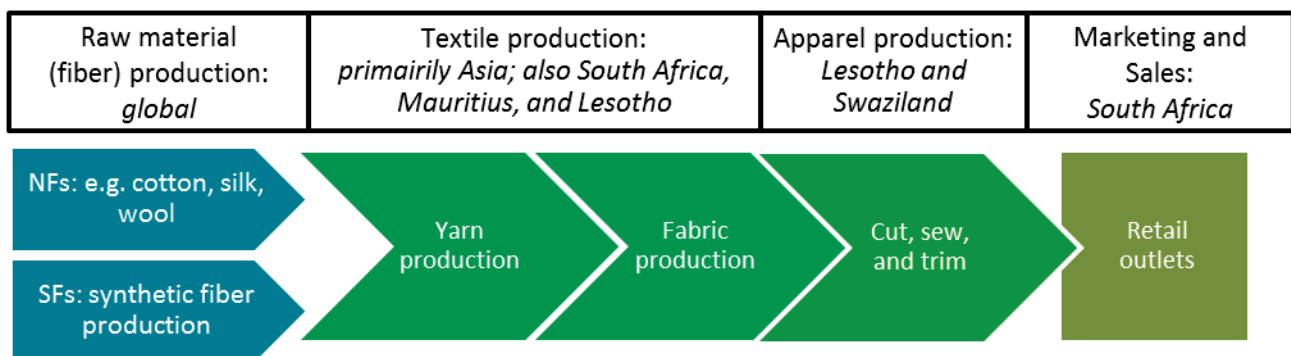 Raw material
(fiber) production:
global
Textile production:
primairily Asia; also South Africa,
Mauritius, and Lesotho
Apparel production:
Lesotho and
Swaziland
Marketing and
Sales:
South Africa
NFs: e.g. cotton, silk,
wool
SFs: synthetic fiber
production
Yarn
production
Fabric
production
Cut, sew,
and trim
Retail
outlets